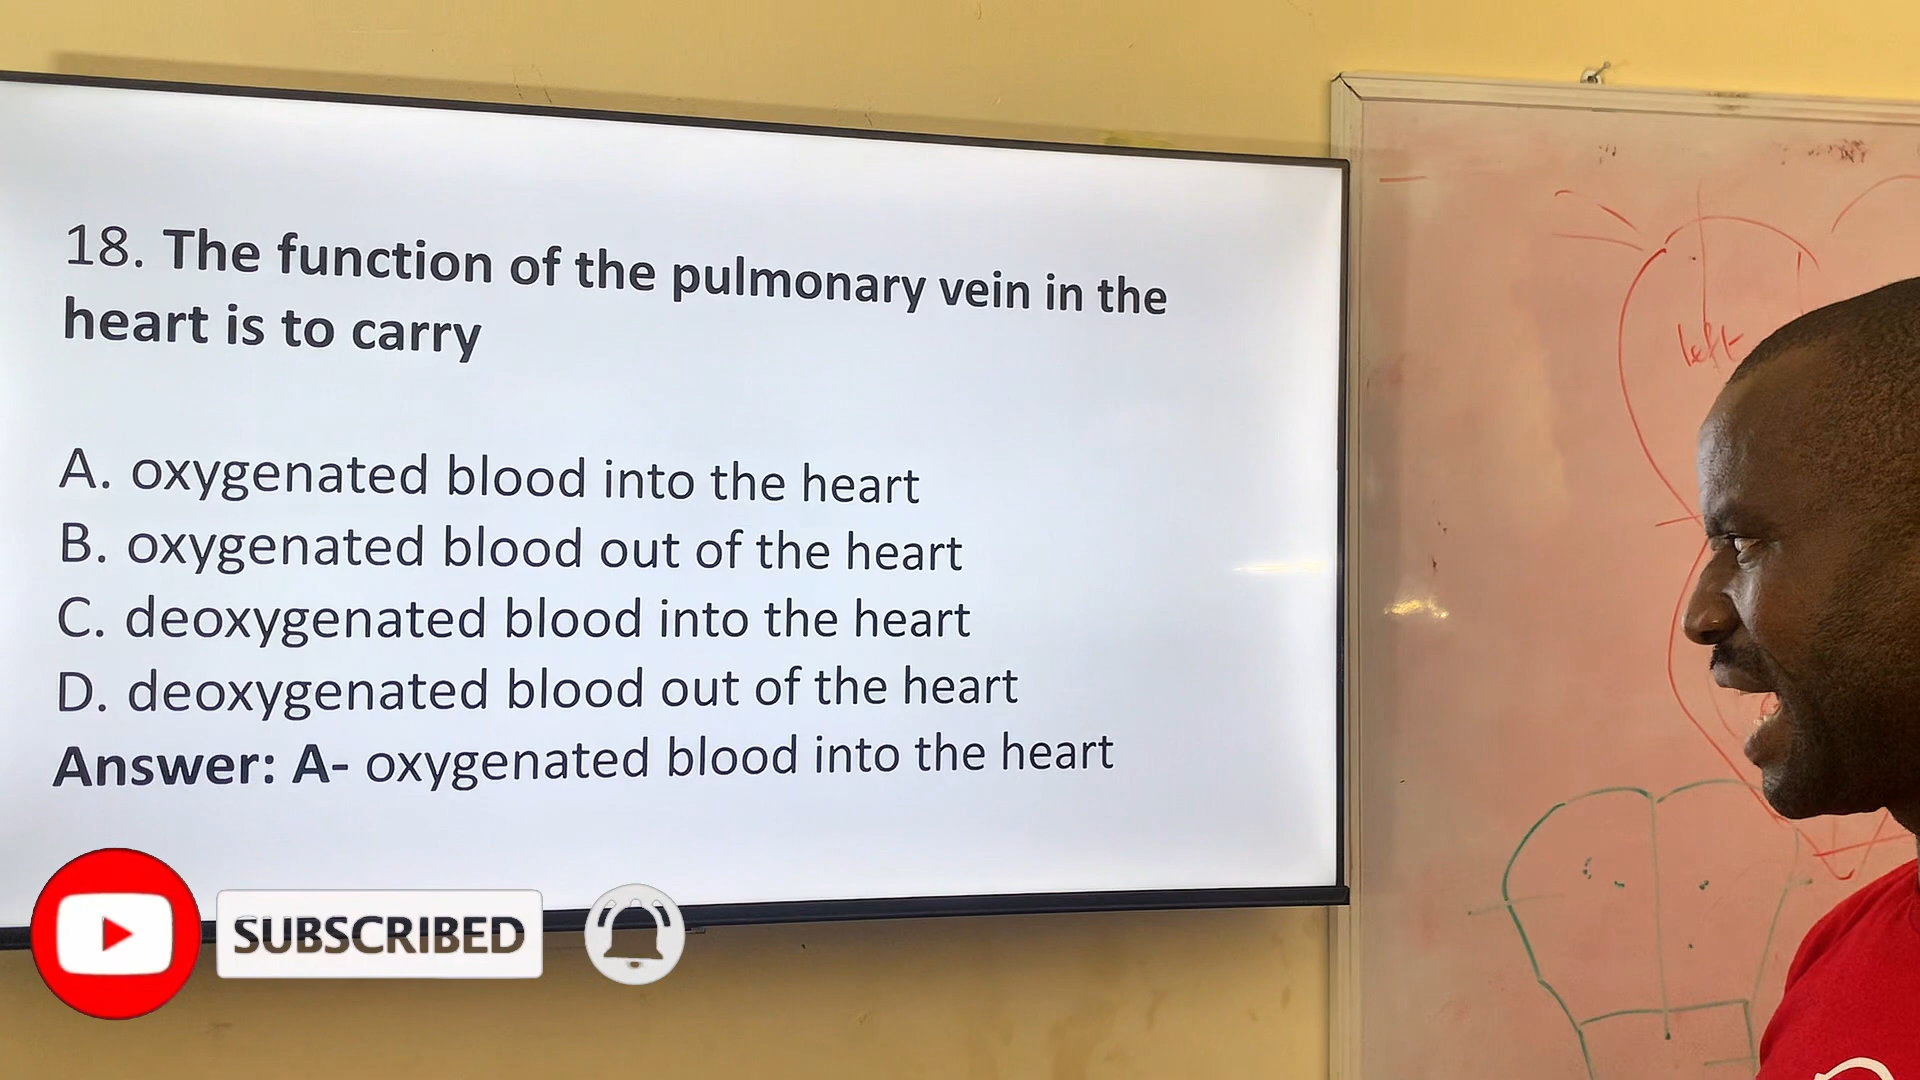 18. The function of the pulmonary vein in the
heart is to carry
A. oxygenated blood into the heart
B. oxygenated blood out of the heart
C. deoxygenated blood into the heart
D. deoxygenated blood out of the heart
Answer: A- oxygenated blood into the heart
SUBSCRIBED
left